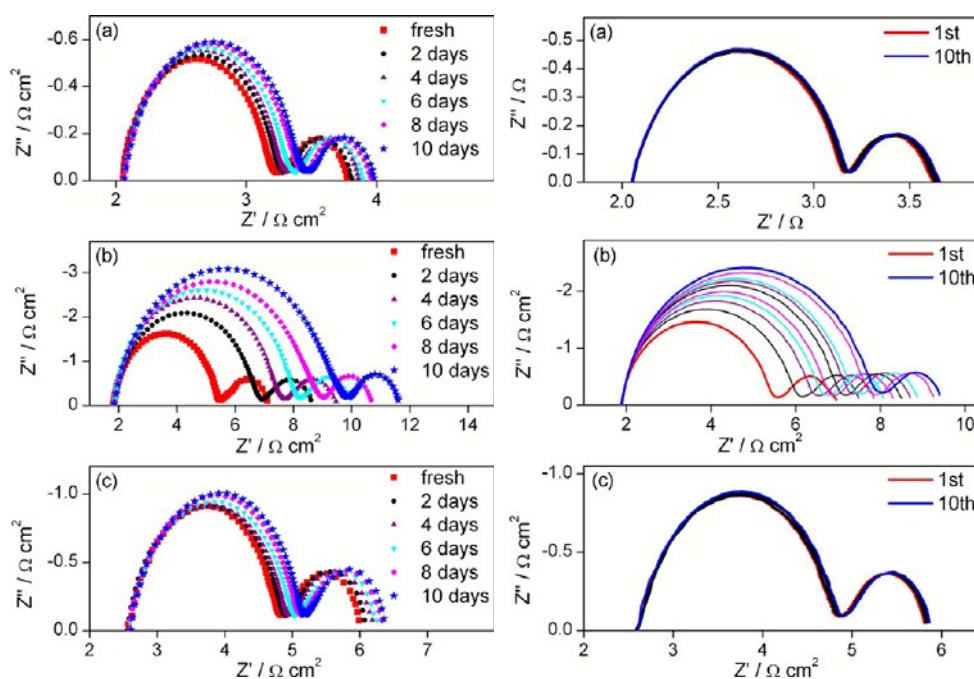 (a)
fresh
2 days
4 days
6 days
8 days
10 days
-0.6
-0.4
-0.2
0.0
2
3
4
Z'' / Ω cm²
Z' / Ω cm²
(a)
1st
10th
-0.5
-0.4
-0.3
-0.2
-0.1
0.0
2.0
2.5
3.0
3.5
Z'' / Ω
Z' / Ω
(b)
fresh
2 days
4 days
6 days
8 days
10 days
-3
-2
-1
0
2
4
6
8
10
12
14
Z'' / Ω cm²
Z' / Ω cm²
(b)
1st
10th
-2
-1
0
2
4
6
8
10
Z'' / Ω cm²
Z' / Ω cm²
(c)
fresh
2 days
4 days
6 days
8 days
10 days
-1.0
-0.5
0.0
2
3
4
5
6
7
Z'' / Ω cm²
Z' / Ω cm²
(c)
1st
10th
-1.0
-0.5
0.0
2
3
4
5
6
Z'' / Ω cm²
Z' / Ω cm²